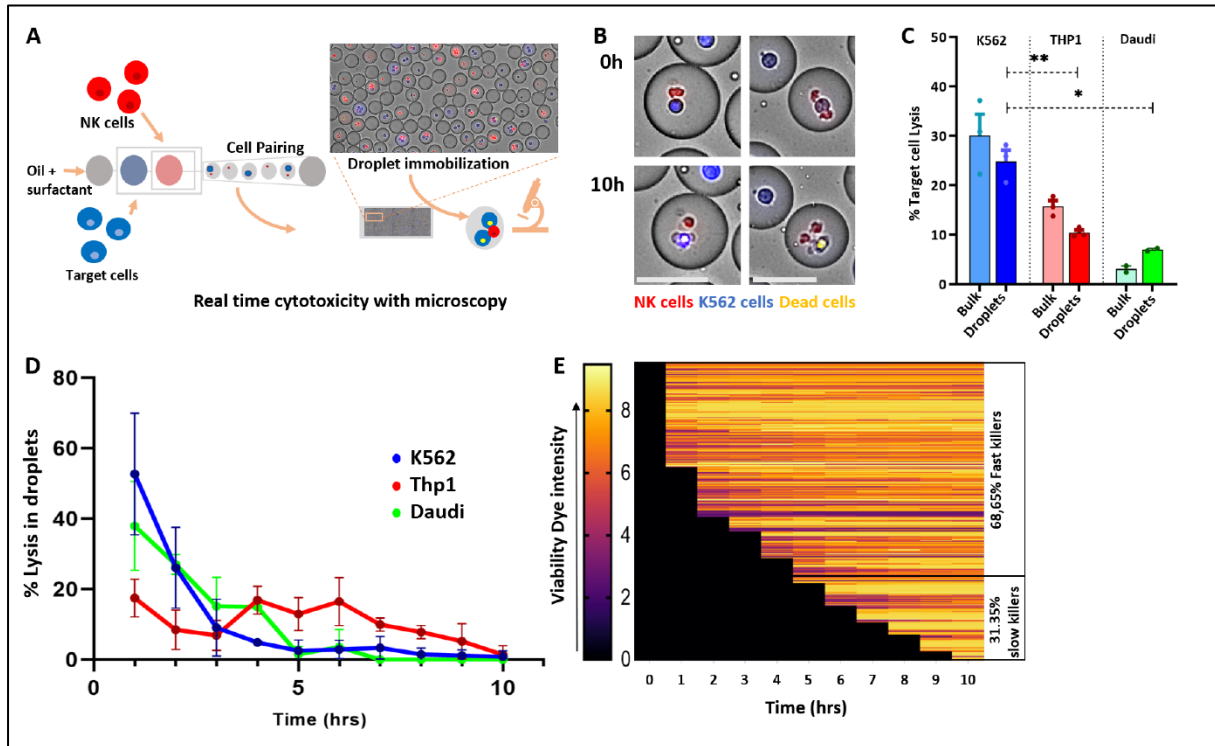 A
NK cells
Oil +
surfactant
Target cells
Cell Pairing
Droplet immobilization
Real time cytotoxicity with microscopy
B
0h
10h
NK cells K562 cells Dead cells
C
% Target cell Lysis
50
40
30
20
10
0
K562 THP1 Daudi
**
*
Bulk Droplets Bulk Droplets Bulk Droplets
D
% Lysis in droplets
80
60
40
20
0
K562
Thp1
Daudi
0 5 10
Time (hrs)
E
Viability Dye intensity
8
6
4
2
0
68,65% Fast killers
31.35%
slow killers
0 1 2 3 4 5 6 7 8 9 10
Time (hrs)